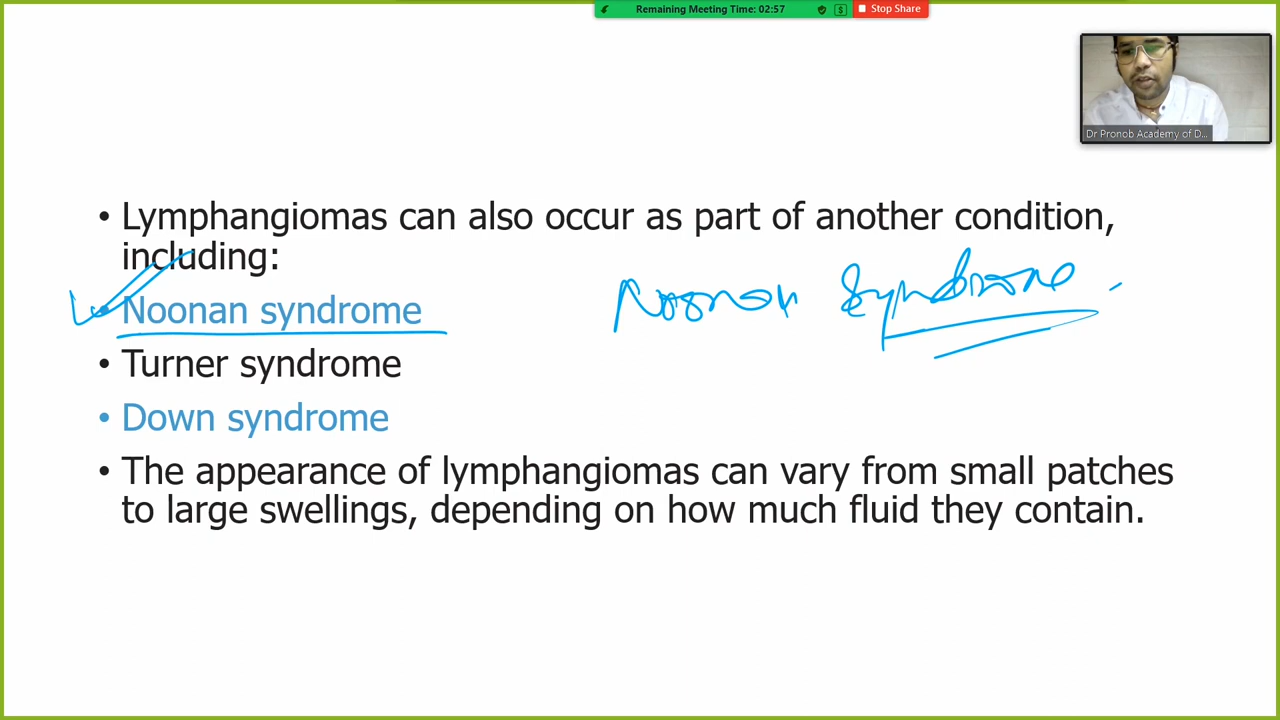 Remaining Meeting Time: 02:57
Stop Share
Dr Pronob Academy of D...
• Lymphangiomas can also occur as part of another condition,
including:
• Noonan syndrome
Noonan Syndrome
• Turner syndrome
• Down syndrome
• The appearance of lymphangiomas can vary from small patches
to large swellings, depending on how much fluid they contain.